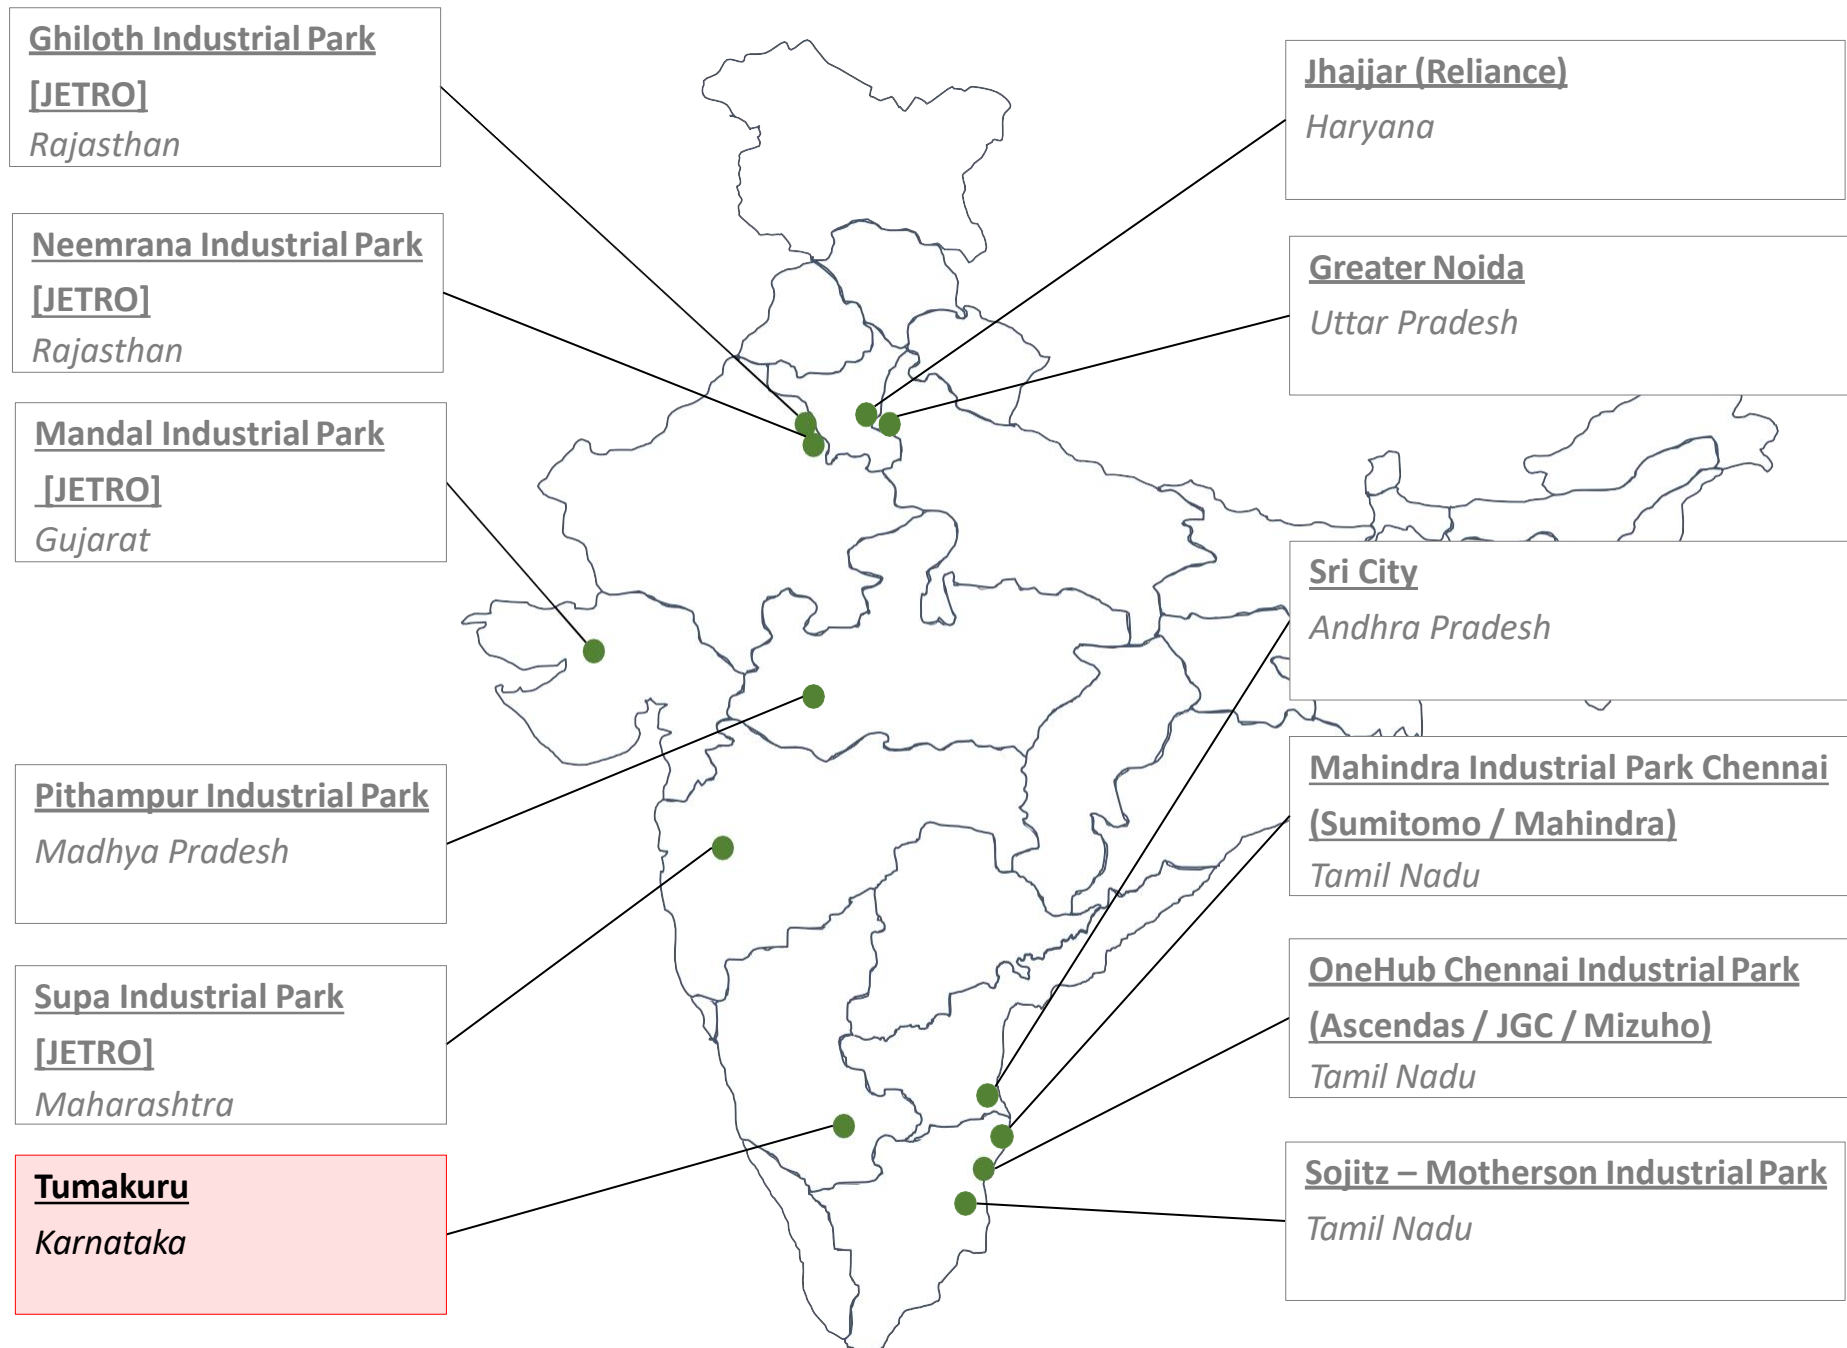 Ghiloth Industrial Park
[JETRO]
Rajasthan
Neemrana Industrial Park
[JETRO]
Rajasthan
Mandal Industrial Park
[JETRO]
Gujarat
Pithampur Industrial Park
Madhya Pradesh
Supa Industrial Park
[JETRO]
Maharashtra
Tumakuru
Karnataka
Jhajjar (Reliance)
Haryana
Greater Noida
Uttar Pradesh
Sri City
Andhra Pradesh
Mahindra Industrial Park Chennai
(Sumitomo / Mahindra)
Tamil Nadu
OneHub Chennai Industrial Park
(Ascendas / JGC / Mizuho)
Tamil Nadu
Sojitz – Motherson Industrial Park
Tamil Nadu